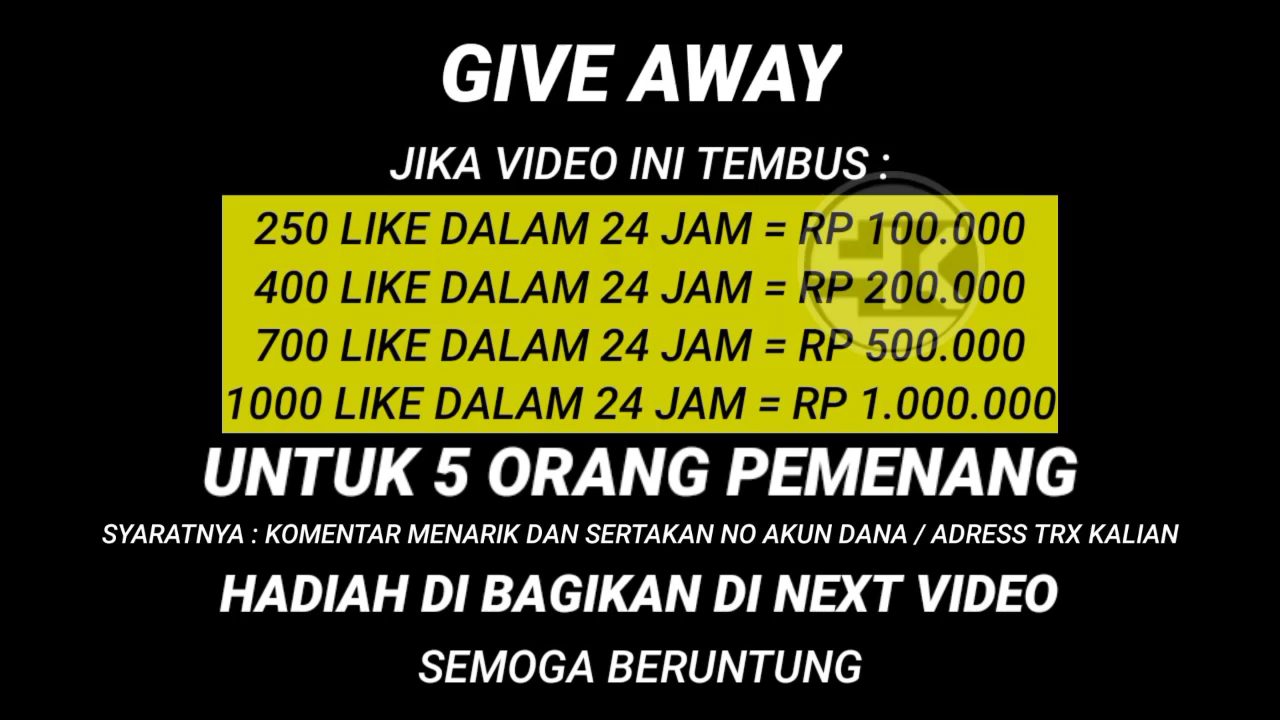 GIVE AWAY
JIKA VIDEO INI TEMBUS :
250 LIKE DALAM 24 JAM = RP 100.000
400 LIKE DALAM 24 JAM = RP 200.000
700 LIKE DALAM 24 JAM = RP 500.000
1000 LIKE DALAM 24 JAM = RP 1.000.000
UNTUK 5 ORANG PEMENANG
SYARATNYA : KOMENTAR MENARIK DAN SERTAKAN NO AKUN DANA / ADRESS TRX KALIAN
HADIAH DI BAGIKAN DI NEXT VIDEO
SEMOGA BERUNTUNG